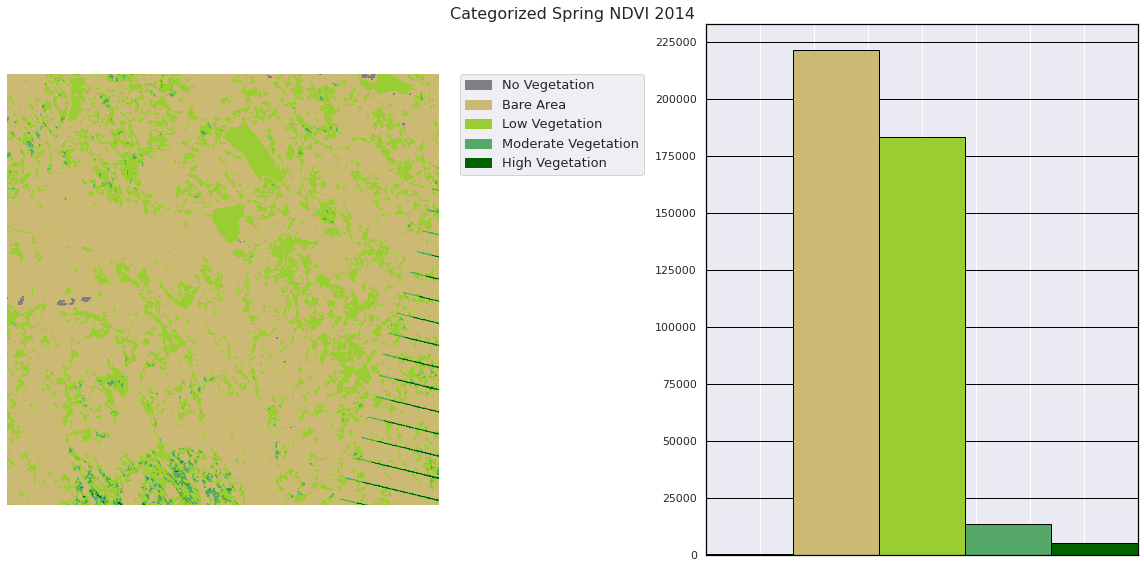 Categorized Spring NDVI 2014
No Vegetation
Bare Area
Low Vegetation
Moderate Vegetation
High Vegetation
225000
200000
175000
150000
125000
100000
75000
50000
25000
0